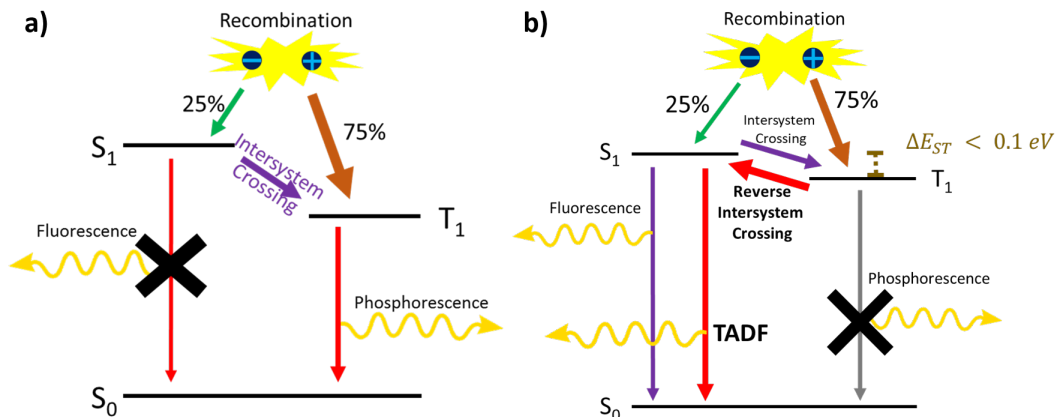 a)
Recombination
25%
75%
S1
Intersystem
Crossing
T1
Fluorescence
Phosphorescence
S0
b)
Recombination
25%
75%
Intersystem
Crossing
ΔE_ST < 0.1 eV
S1
T1
Reverse
Intersystem
Crossing
Fluorescence
Phosphorescence
TADF
S0